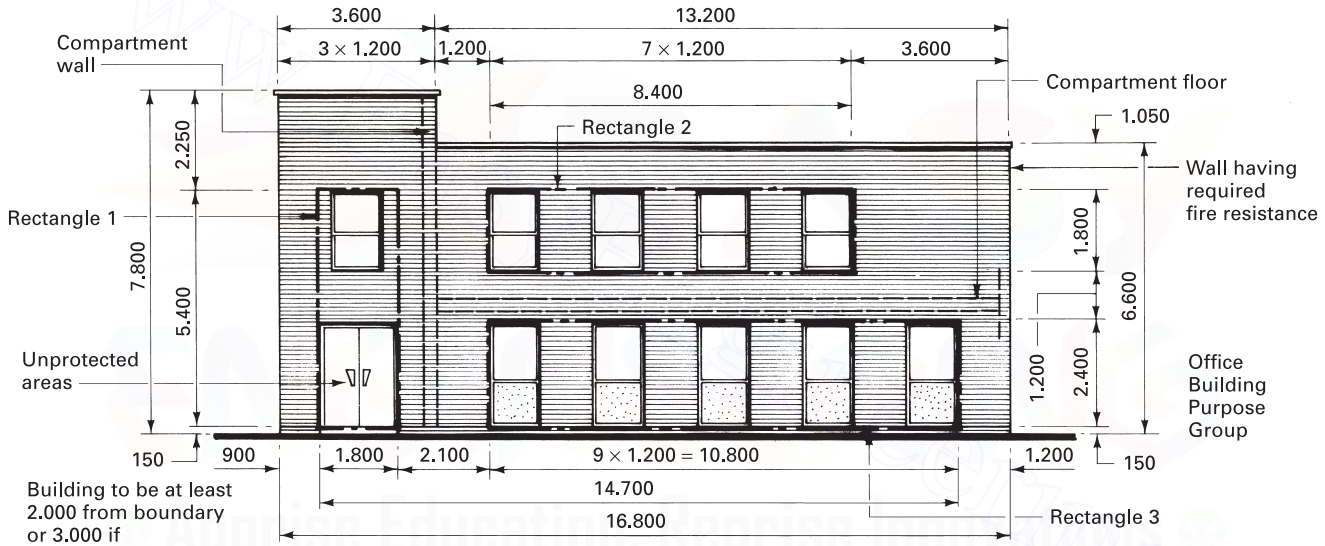 3.600
13.200
Compartment
wall
3 × 1.200
1.200
7 × 1.200
3.600
8.400
Compartment floor
1.050
Rectangle 2
2.250
Wall having
required
fire resistance
Rectangle 1
7.800
5.400
1.800
6.600
Unprotected
areas
1.200
2.400
Office
Building
Purpose
Group
150
900
1.800
2.100
9 × 1.200 = 10.800
1.200
150
Building to be at least
2.000 from boundary
or 3.000 if
14.700
16.800
Rectangle 3